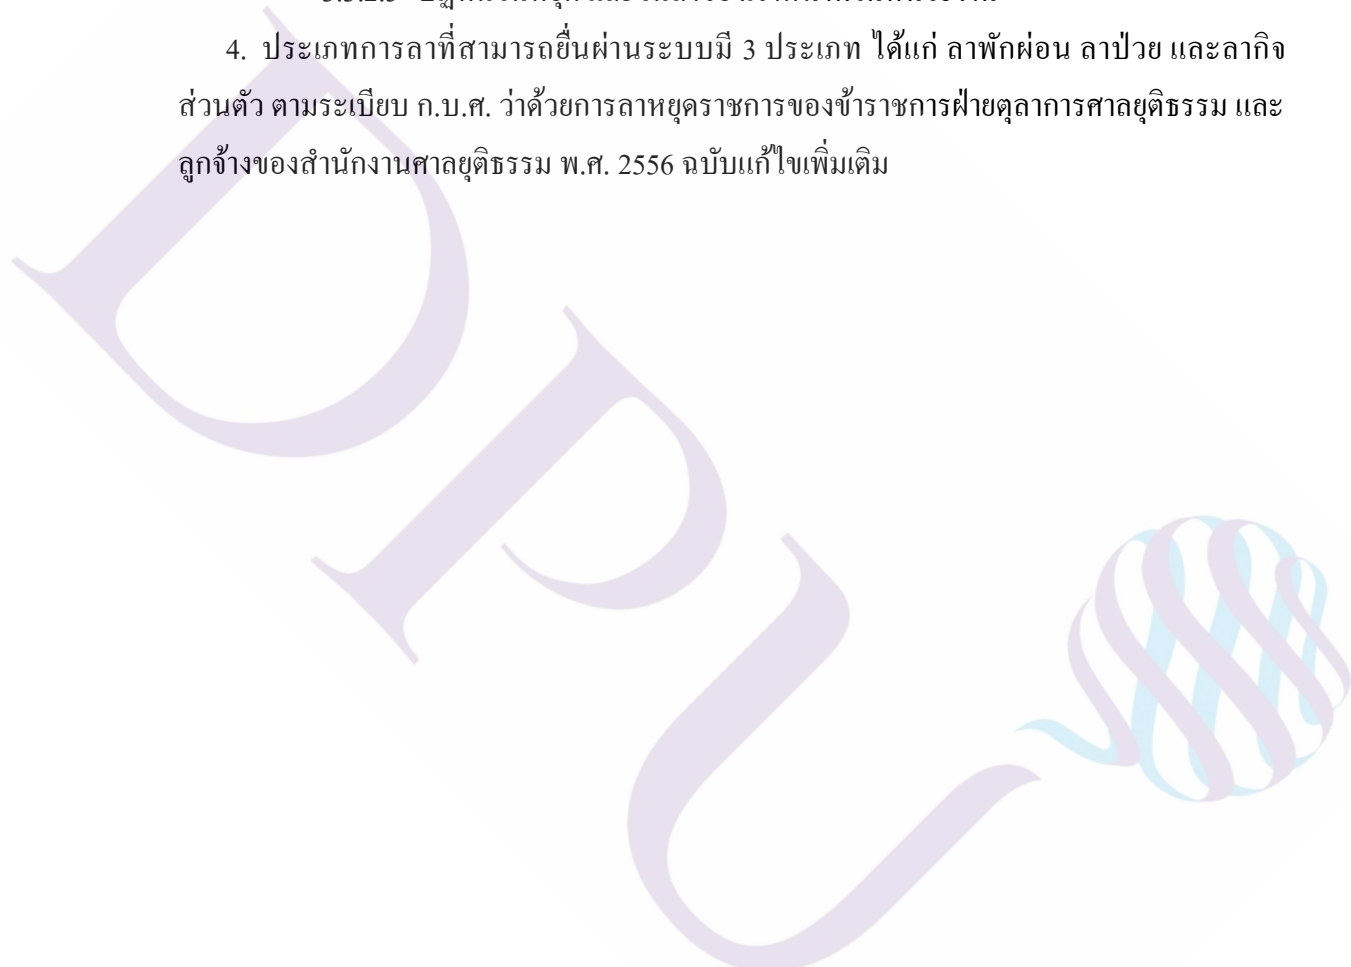 4. ประเภทการลาที่สามารถยื่นผ่านระบบมี 3 ประเภท ได้แก่ ลาพักผ่อน ลาป่วย และลากิจ
ส่วนตัว ตามระเบียบ ก.บ.ศ. ว่าด้วยการลาหยุดราชการของข้าราชการฝ่ายตุลาการศาลยุติธรรม และ
ลูกจ้างของสำนักงานศาลยุติธรรม พ.ศ. 2556 ฉบับแก้ไขเพิ่มเติม
DPU